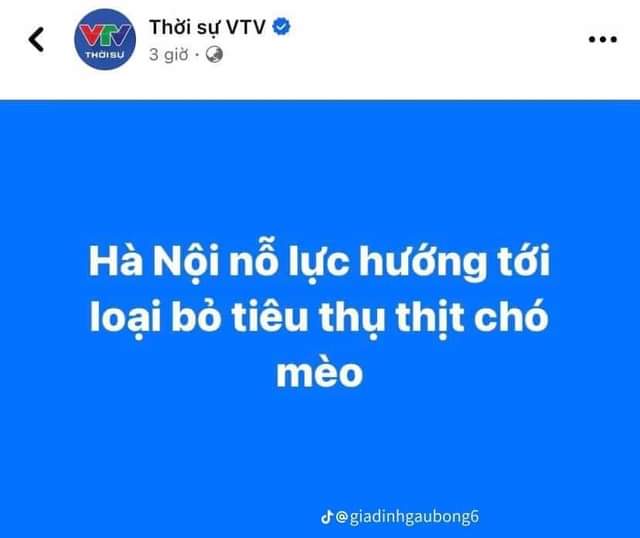 Thời sự VTV
3 giờ ·
VTV
THỜI SỰ
Hà Nội nỗ lực hướng tới
loại bỏ tiêu thụ thịt chó
mèo
@giadinhgaubong6